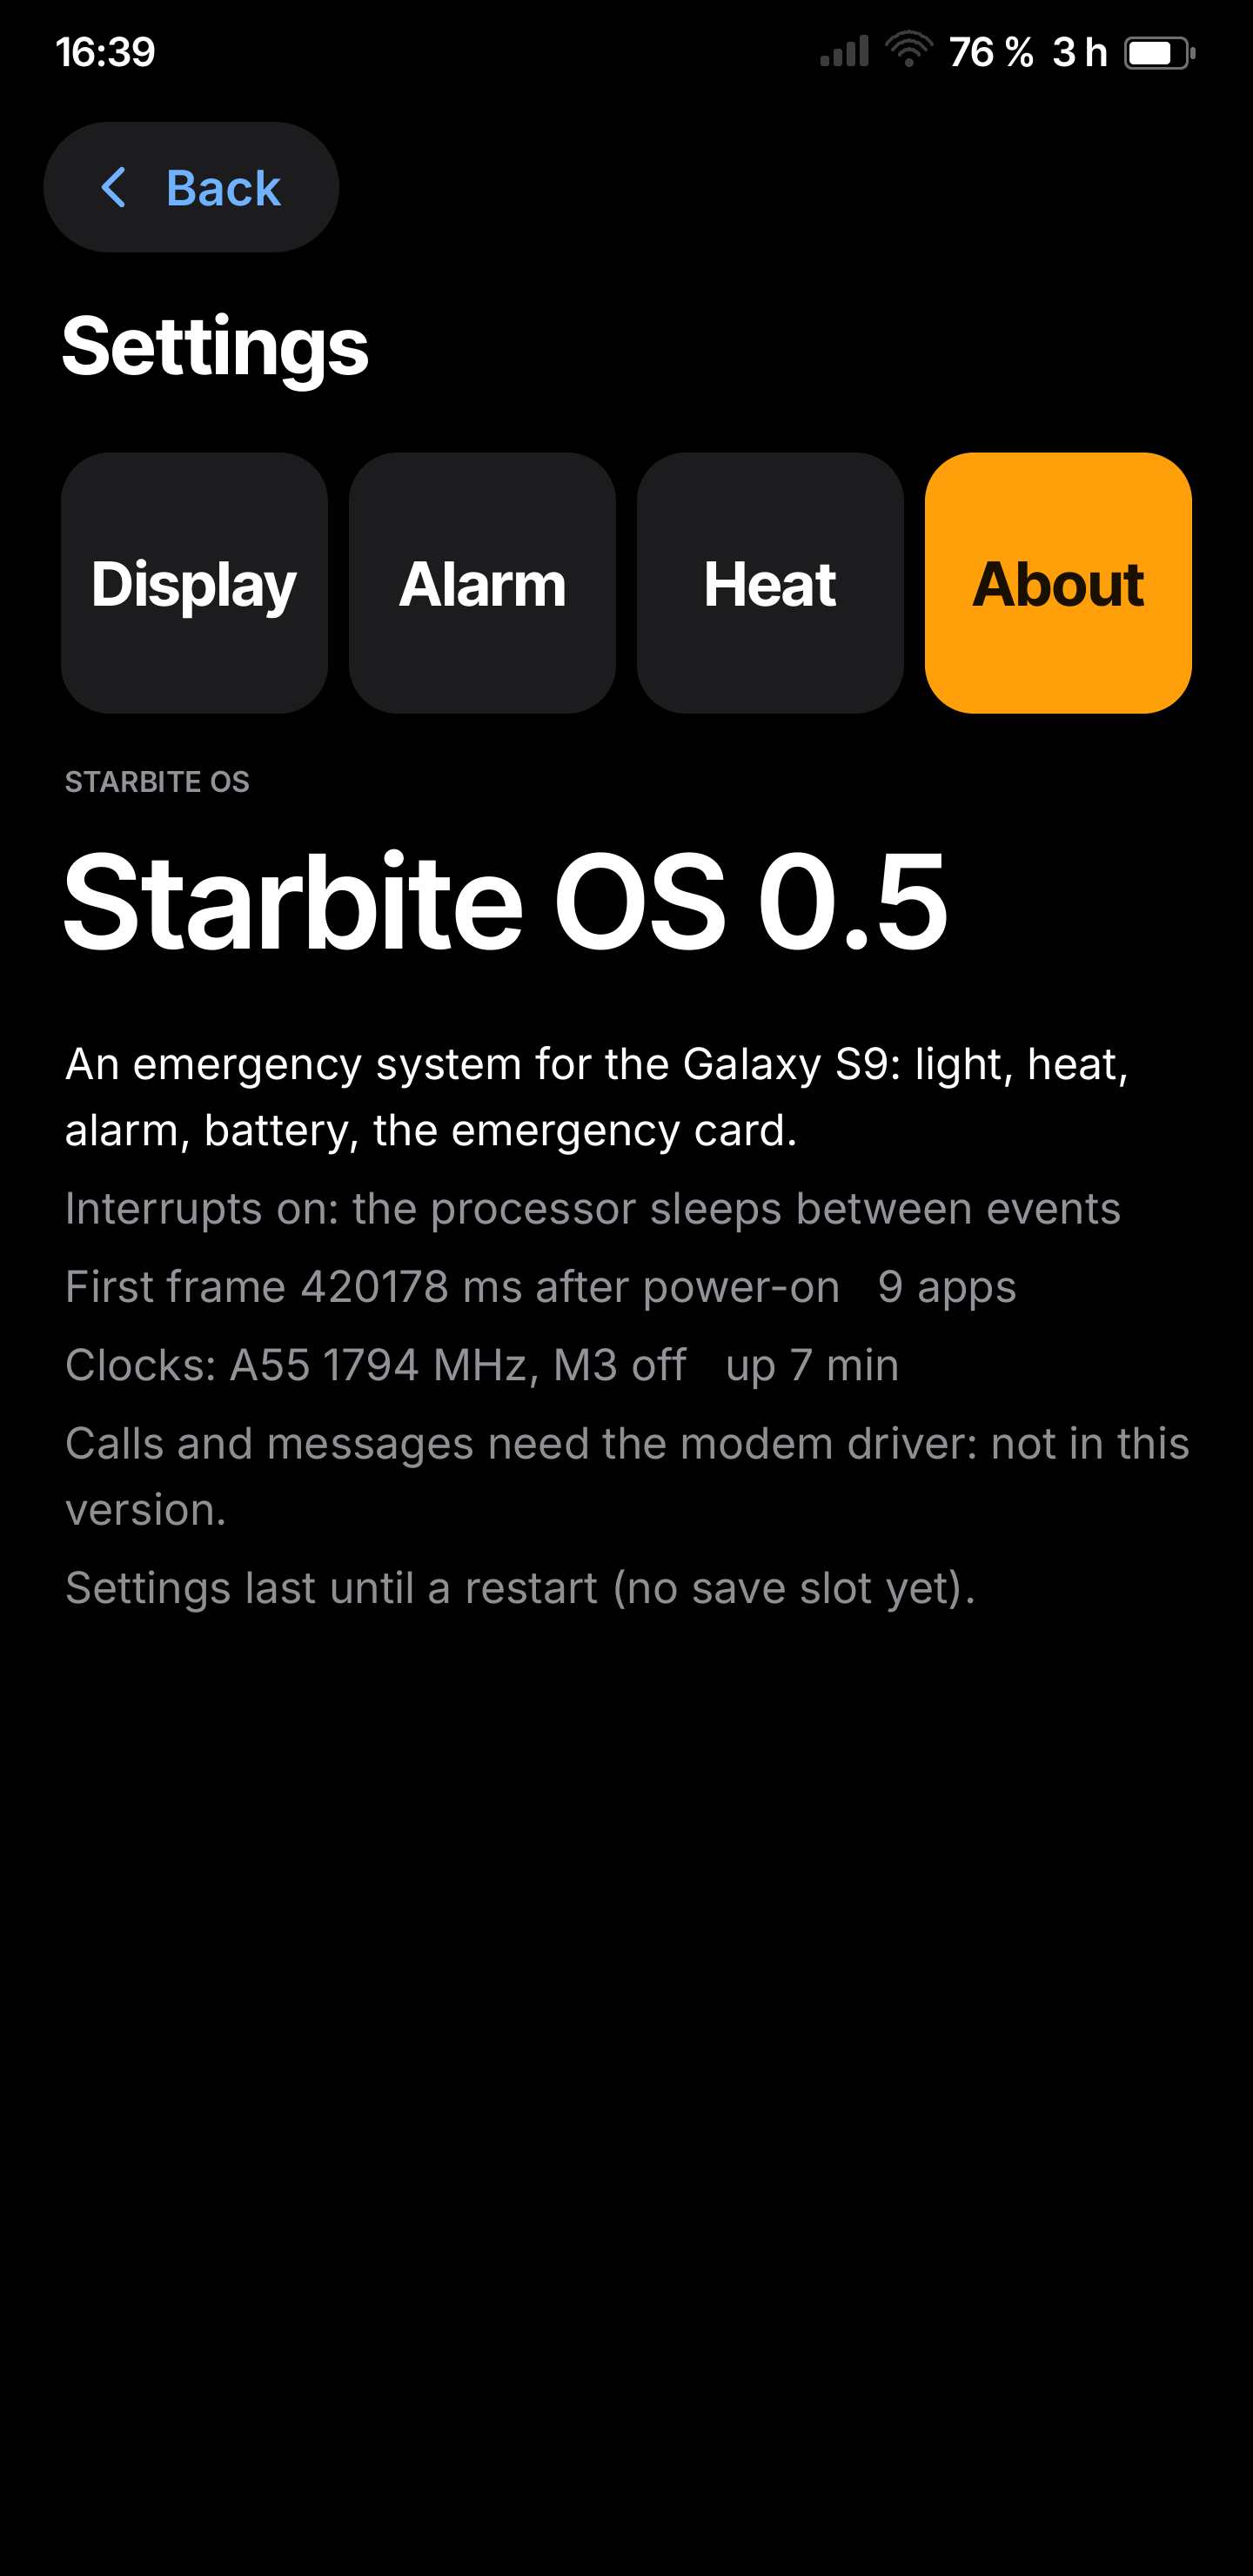 16:39
76 % 3 h
Back
Settings
Display
Alarm
Heat
About
STARBITE OS
Starbite OS 0.5
An emergency system for the Galaxy S9: light, heat,
alarm, battery, the emergency card.
Interrupts on: the processor sleeps between events
First frame 420178 ms after power-on 9 apps
Clocks: A55 1794 MHz, M3 off up 7 min
Calls and messages need the modem driver: not in this
version.
Settings last until a restart (no save slot yet).